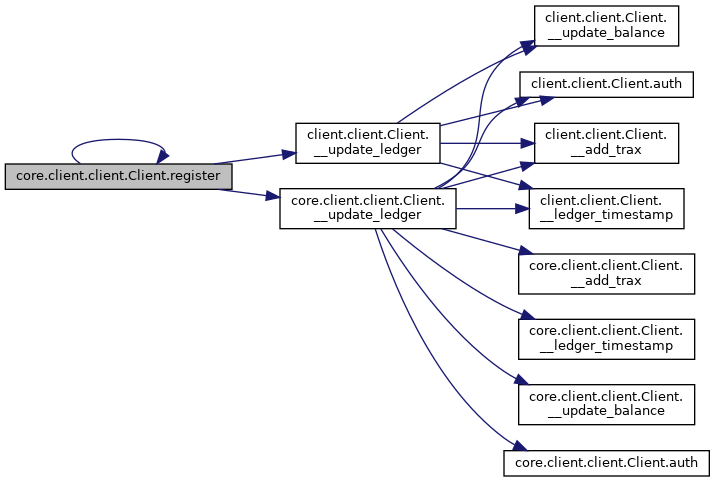 core.client.client.Client.register
client.client.Client.
__update_ledger
core.client.client.Client.
__update_ledger
client.client.Client.
__update_balance
client.client.Client.auth
client.client.Client.
__add_trax
client.client.Client.
__ledger_timestamp
core.client.client.Client.
__add_trax
core.client.client.Client.
__ledger_timestamp
core.client.client.Client.
__update_balance
core.client.client.Client.auth